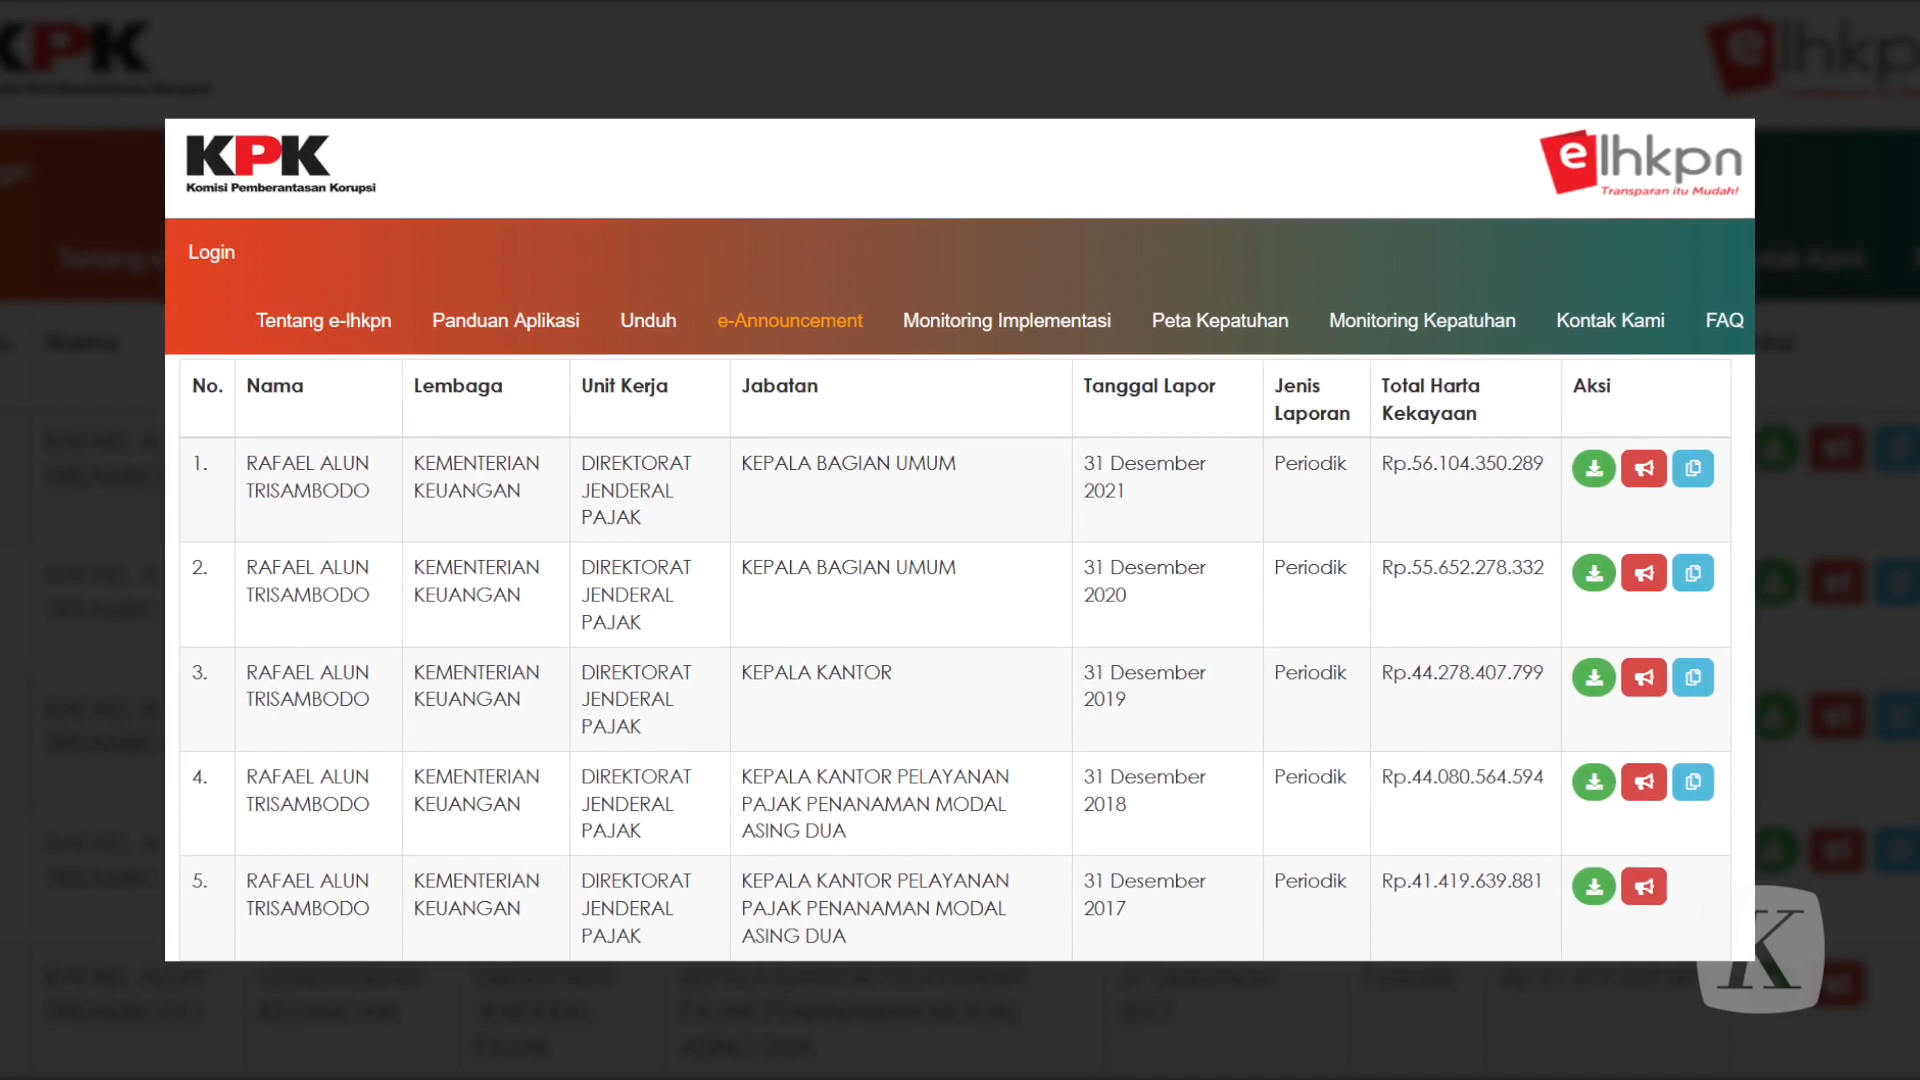 KPK
Komisi Pemberantasan Korupsi
elhkpn
Transparan itu Mudah!
Login
Tentang e-lhkpn
Panduan Aplikasi
Unduh
e-Announcement
Monitoring Implementasi
Peta Kepatuhan
Monitoring Kepatuhan
Kontak Kami
FAQ
No.
Nama
Lembaga
Unit Kerja
Jabatan
Tanggal Lapor
Jenis
Laporan
Total Harta
Kekayaan
Aksi
1.
RAFAEL ALUN
TRISAMBODO
KEMENTERIAN
KEUANGAN
DIREKTORAT
JENDERAL
PAJAK
KEPALA BAGIAN UMUM
31 Desember
2021
Periodik
Rp.56.104.350.289
2.
RAFAEL ALUN
TRISAMBODO
KEMENTERIAN
KEUANGAN
DIREKTORAT
JENDERAL
PAJAK
KEPALA BAGIAN UMUM
31 Desember
2020
Periodik
Rp.55.652.278.332
3.
RAFAEL ALUN
TRISAMBODO
KEMENTERIAN
KEUANGAN
DIREKTORAT
JENDERAL
PAJAK
KEPALA KANTOR
31 Desember
2019
Periodik
Rp.44.278.407.799
4.
RAFAEL ALUN
TRISAMBODO
KEMENTERIAN
KEUANGAN
DIREKTORAT
JENDERAL
PAJAK
KEPALA KANTOR PELAYANAN
PAJAK PENANAMAN MODAL
ASING DUA
31 Desember
2018
Periodik
Rp.44.080.564.594
5.
RAFAEL ALUN
TRISAMBODO
KEMENTERIAN
KEUANGAN
DIREKTORAT
JENDERAL
PAJAK
KEPALA KANTOR PELAYANAN
PAJAK PENANAMAN MODAL
ASING DUA
31 Desember
2017
Periodik
Rp.41.419.639.881
K